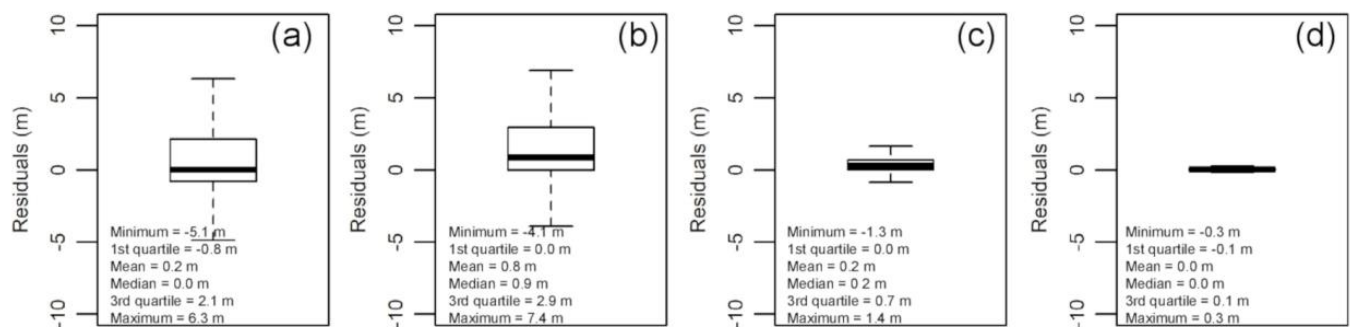 (a)
10
5
0
-5
-10
Residuals (m)
Minimum = -5.1 m
1st quartile = -0.8 m
Mean = 0.2 m
Median = 0.0 m
3rd quartile = 2.1 m
Maximum = 6.3 m
(b)
10
5
0
-5
-10
Residuals (m)
Minimum = -4.1 m
1st quartile = 0.0 m
Mean = 0.8 m
Median = 0.9 m
3rd quartile = 2.9 m
Maximum = 7.4 m
(c)
10
5
0
-5
-10
Residuals (m)
Minimum = -1.3 m
1st quartile = 0.0 m
Mean = 0.2 m
Median = 0.2 m
3rd quartile = 0.7 m
Maximum = 1.4 m
(d)
10
5
0
-5
-10
Residuals (m)
Minimum = -0.3 m
1st quartile = -0.1 m
Mean = 0.0 m
Median = 0.0 m
3rd quartile = 0.1 m
Maximum = 0.3 m